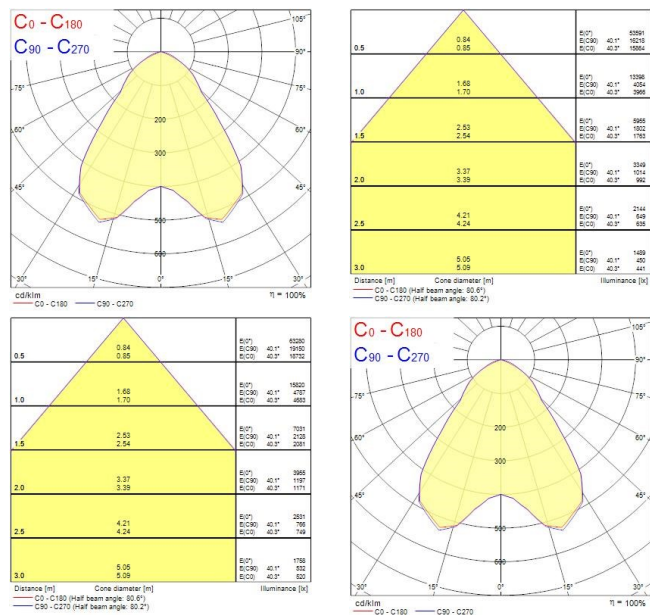 C0 - C180
C90 - C270
105°
90°
75°
75°
60°
60°
45°
45°
200
300
500
600
30°
15°
0°
15°
30°
cd/klm
η = 100%
C0 - C180
C90 - C270
0.5
0.84
0.85
E(0°) 53591
E(C90) 40.1° 16218
E(C0) 40.3° 15864
1.0
1.68
1.70
E(0°) 13398
E(C90) 40.1° 4054
E(C0) 40.3° 3966
1.5
2.53
2.54
E(0°) 5955
E(C90) 40.1° 1802
E(C0) 40.3° 1763
2.0
3.37
3.39
E(0°) 3349
E(C90) 40.1° 1014
E(C0) 40.3° 992
2.5
4.21
4.24
E(0°) 2144
E(C90) 40.1° 649
E(C0) 40.3° 635
3.0
5.05
5.09
E(0°) 1489
E(C90) 40.1° 450
E(C0) 40.3° 441
Distance [m] Cone diameter [m] Illuminance [lx]
C0 - C180 (Half beam angle: 80.6°)
C90 - C270 (Half beam angle: 80.2°)
0.5
0.84
0.85
E(0°) 63280
E(C90) 40.1° 19150
E(C0) 40.3° 18732
1.0
1.68
1.70
E(0°) 15820
E(C90) 40.1° 4787
E(C0) 40.3° 4683
1.5
2.53
2.54
E(0°) 7031
E(C90) 40.1° 2128
E(C0) 40.3° 2081
2.0
3.37
3.39
E(0°) 3955
E(C90) 40.1° 1197
E(C0) 40.3° 1171
2.5
4.21
4.24
E(0°) 2531
E(C90) 40.1° 766
E(C0) 40.3° 749
3.0
5.05
5.09
E(0°) 1758
E(C90) 40.1° 532
E(C0) 40.3° 520
Distance [m] Cone diameter [m] Illuminance [lx]
C0 - C180 (Half beam angle: 80.6°)
C90 - C270 (Half beam angle: 80.2°)
C0 - C180
C90 - C270
105°
90°
75°
75°
60°
60°
45°
45°
200
300
500
600
30°
15°
0°
15°
30°
cd/klm
η = 100%
C0 - C180
C90 - C270